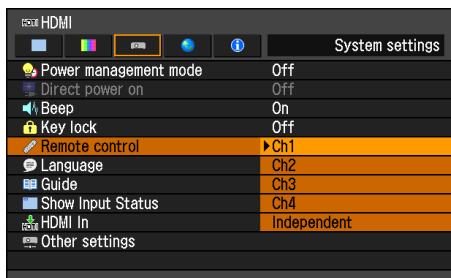 HDMI
System settings
Power management mode Off
Direct power on Off
Beep On
Key lock Off
Remote control Ch1
Language Ch2
Guide Ch3
Show Input Status Ch4
HDMI In Independent
Other settings